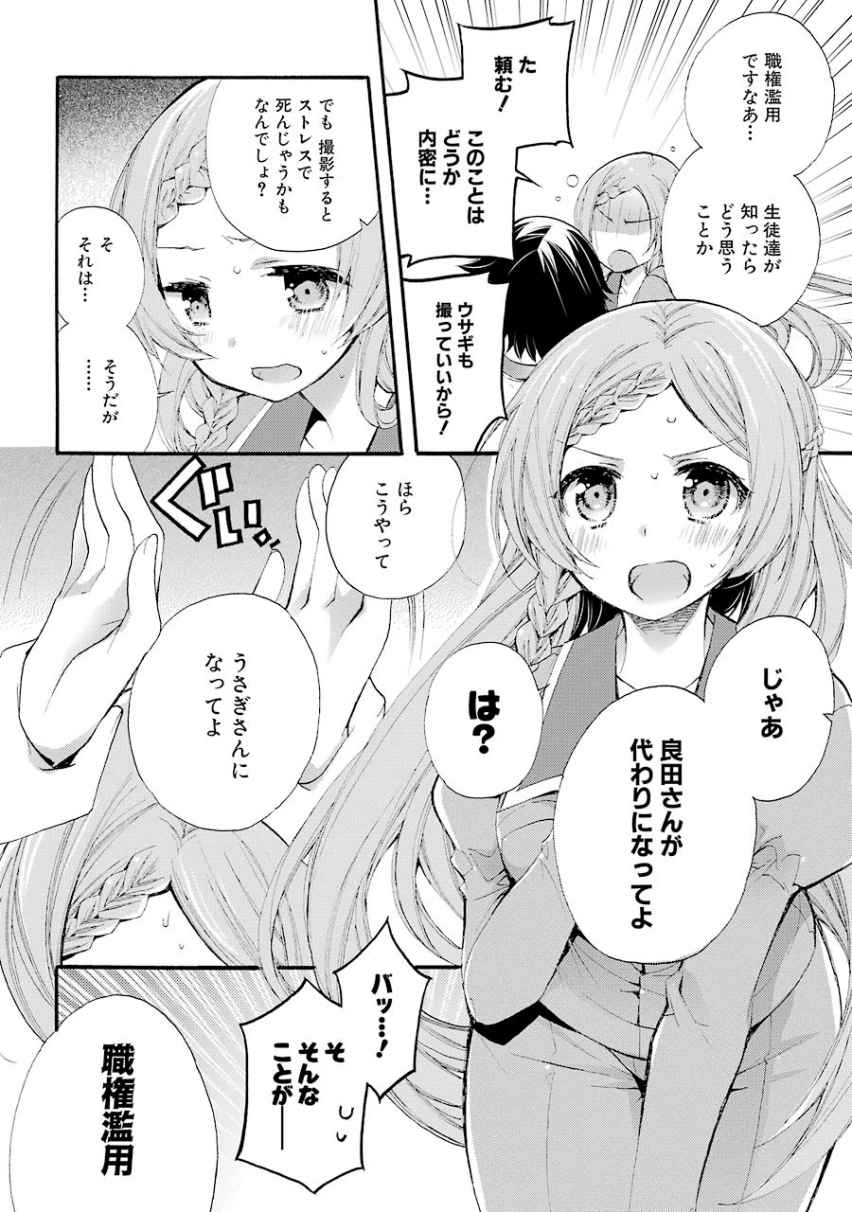 職権濫用
ですなあ…
生徒達が
知ったら
どう思う
ことか
た
頼む!
このことは
どうか
内密に…
ウサギも
撮っていいから!
でも 撮影すると
ストレスで
死んじゃうかも
なんでしょ?
そ
それは…
そうだが
……
じゃあ
良田さんが
代わりになってよ
は?
ほら
こうやって
ぐいい。
うさぎさんに
なってよ
バッ…!
そ
そんな
ことが──
職権濫用